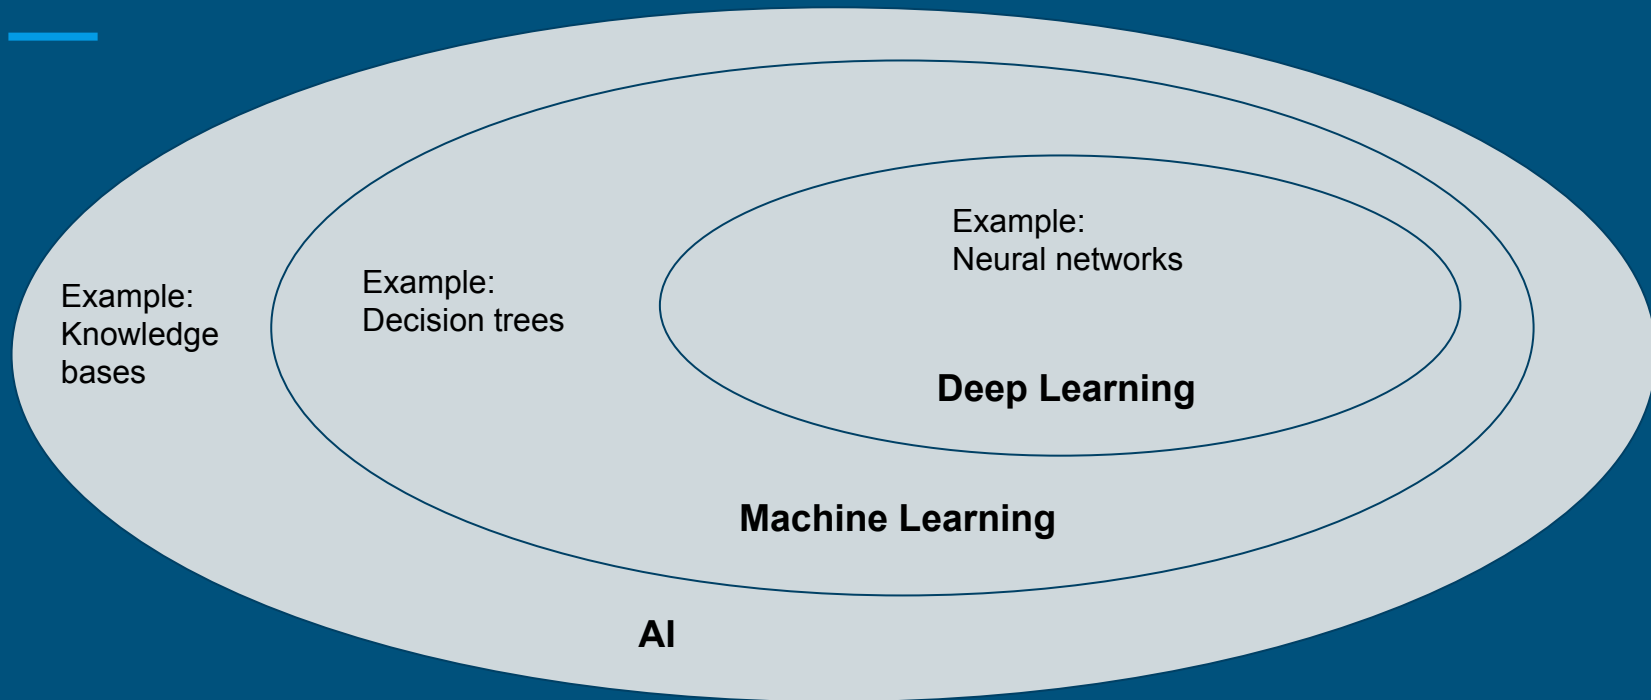 Example:
Knowledge
bases
Example:
Decision trees
Example:
Neural networks
Deep Learning
Machine Learning
AI